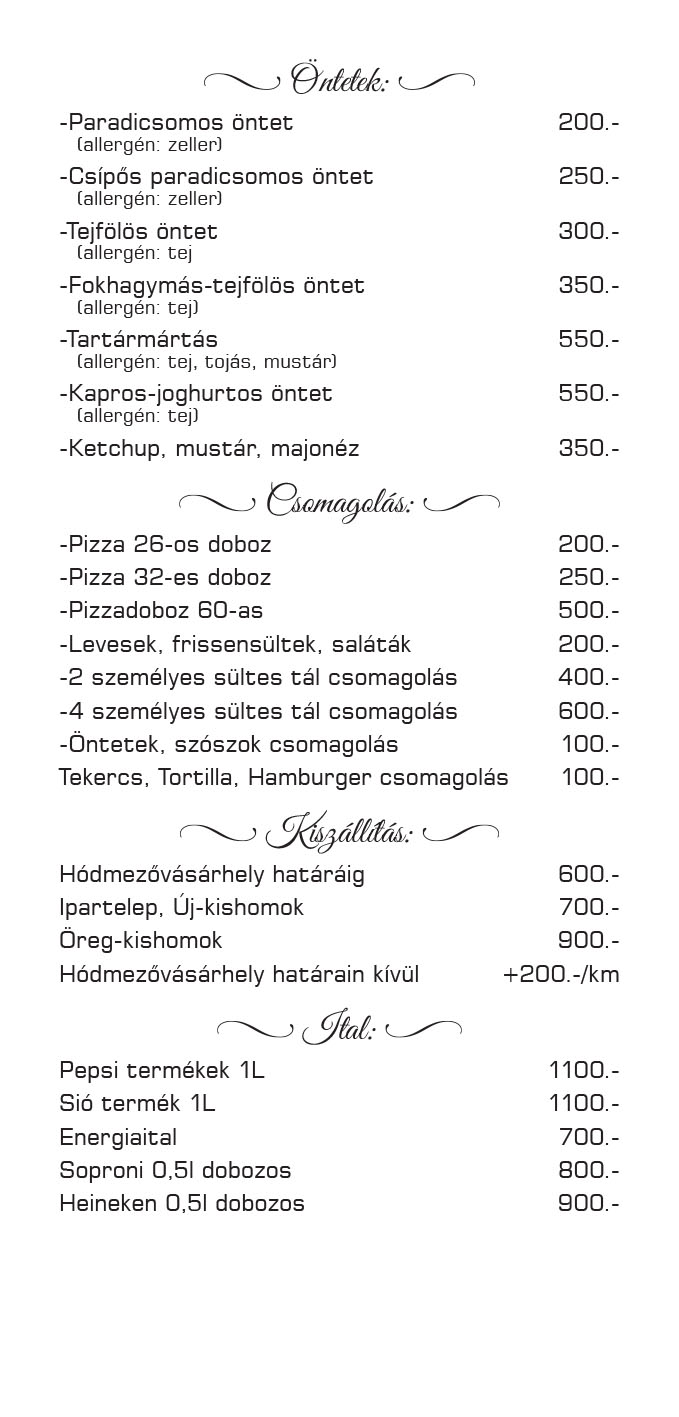 Öntetek:
-Paradicsomos öntet 200.-
(allergén: zeller)
-Csípős paradicsomos öntet 250.-
(allergén: zeller)
-Tejfölös öntet 300.-
(allergén: tej
-Fokhagymás-tejfölös öntet 350.-
(allergén: tej)
-Tartármártás 550.-
(allergén: tej, tojás, mustár)
-Kapros-joghurtos öntet 550.-
(allergén: tej)
-Ketchup, mustár, majonéz 350.-
Csomagolás:
-Pizza 26-os doboz 200.-
-Pizza 32-es doboz 250.-
-Pizzadoboz 60-as 500.-
-Levesek, frissensültek, saláták 200.-
-2 személyes sültes tál csomagolás 400.-
-4 személyes sültes tál csomagolás 600.-
-Öntetek, szószok csomagolás 100.-
Tekercs, Tortilla, Hamburger csomagolás 100.-
Kiszállítás:
Hódmezővásárhely határáig 600.-
Ipartelep, Új-kishomok 700.-
Öreg-kishomok 900.-
Hódmezővásárhely határain kívül +200.-/km
Ital:
Pepsi termékek 1L 1100.-
Sió termék 1L 1100.-
Energiaital 700.-
Soproni 0,5l dobozos 800.-
Heineken 0,5l dobozos 900.-